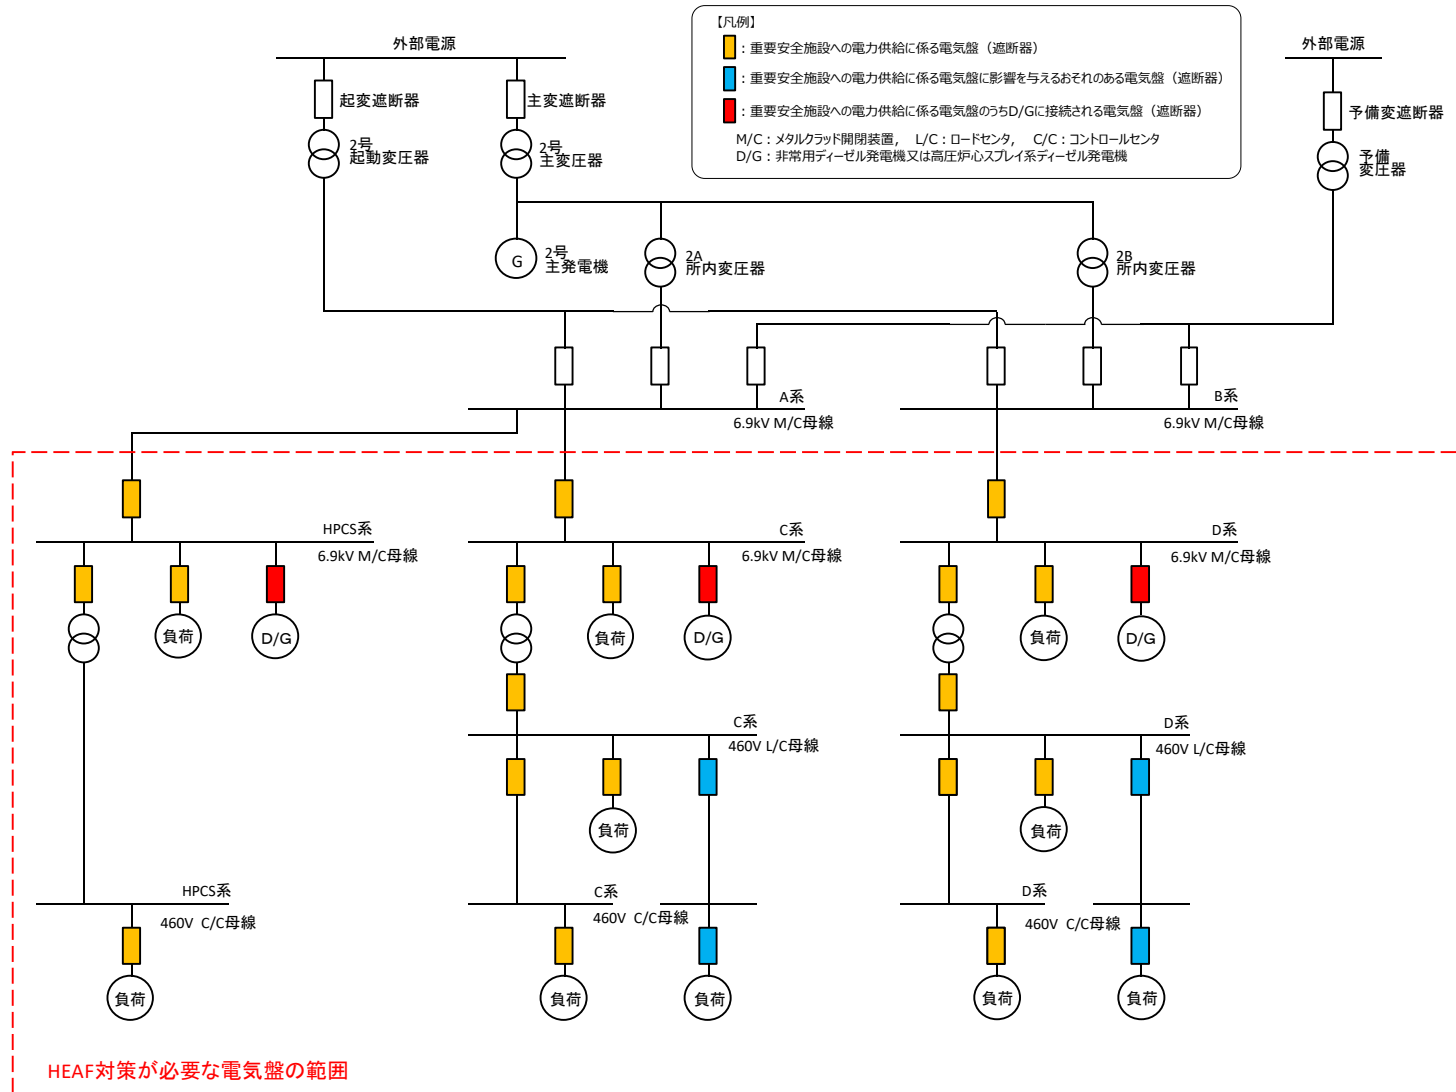 外部電源
起変遮断器
主変遮断器
2号
起動変圧器
2号
主変圧器
【凡例】
：重要安全施設への電力供給に係る電気盤（遮断器）
：重要安全施設への電力供給に係る電気盤に影響を与えるおそれのある電気盤（遮断器）
：重要安全施設への電力供給に係る電気盤のうちD/Gに接続される電気盤（遮断器）
M/C：メタルクラッド開閉装置，　L/C：ロードセンタ，　C/C：コントロールセンタ
D/G：非常用ディーゼル発電機又は高圧炉心スプレイ系ディーゼル発電機
外部電源
予備変遮断器
予備
変圧器
G
2号
主発電機
2A
所内変圧器
2B
所内変圧器
A系
6.9kV M/C母線
B系
6.9kV M/C母線
HPCS系
6.9kV M/C母線
C系
6.9kV M/C母線
D系
6.9kV M/C母線
負荷
D/G
負荷
D/G
負荷
D/G
C系
460V L/C母線
D系
460V L/C母線
負荷
負荷
HPCS系
460V C/C母線
C系
460V C/C母線
D系
460V C/C母線
負荷
負荷
負荷
負荷
負荷
HEAF対策が必要な電気盤の範囲